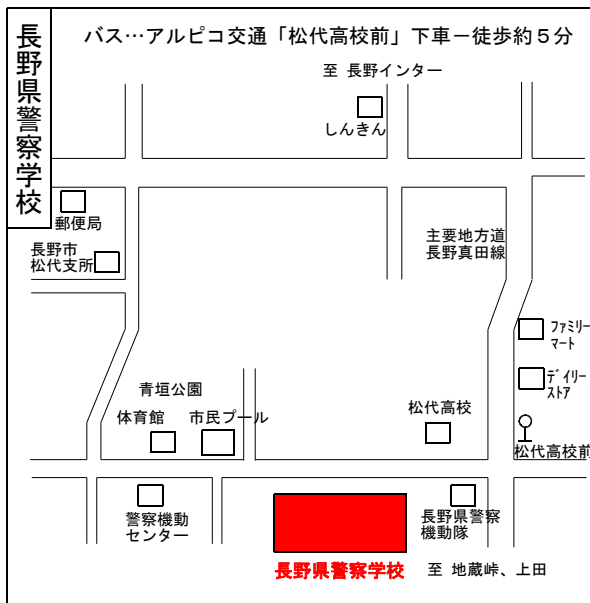 長野県警察学校
バス…アルピコ交通「松代高校前」下車－徒歩約５分
至 長野インター
しんきん
郵便局
長野市
松代支所
主要地方道
長野真田線
ﾌｧﾐﾘｰ
ﾏｰﾄ
ﾃﾞｲﾘｰ
ｽﾄｱ
青垣公園
体育館
市民プール
松代高校
松代高校前
警察機動
センター
長野県警察
機動隊
長野県警察学校
至 地蔵峠、上田